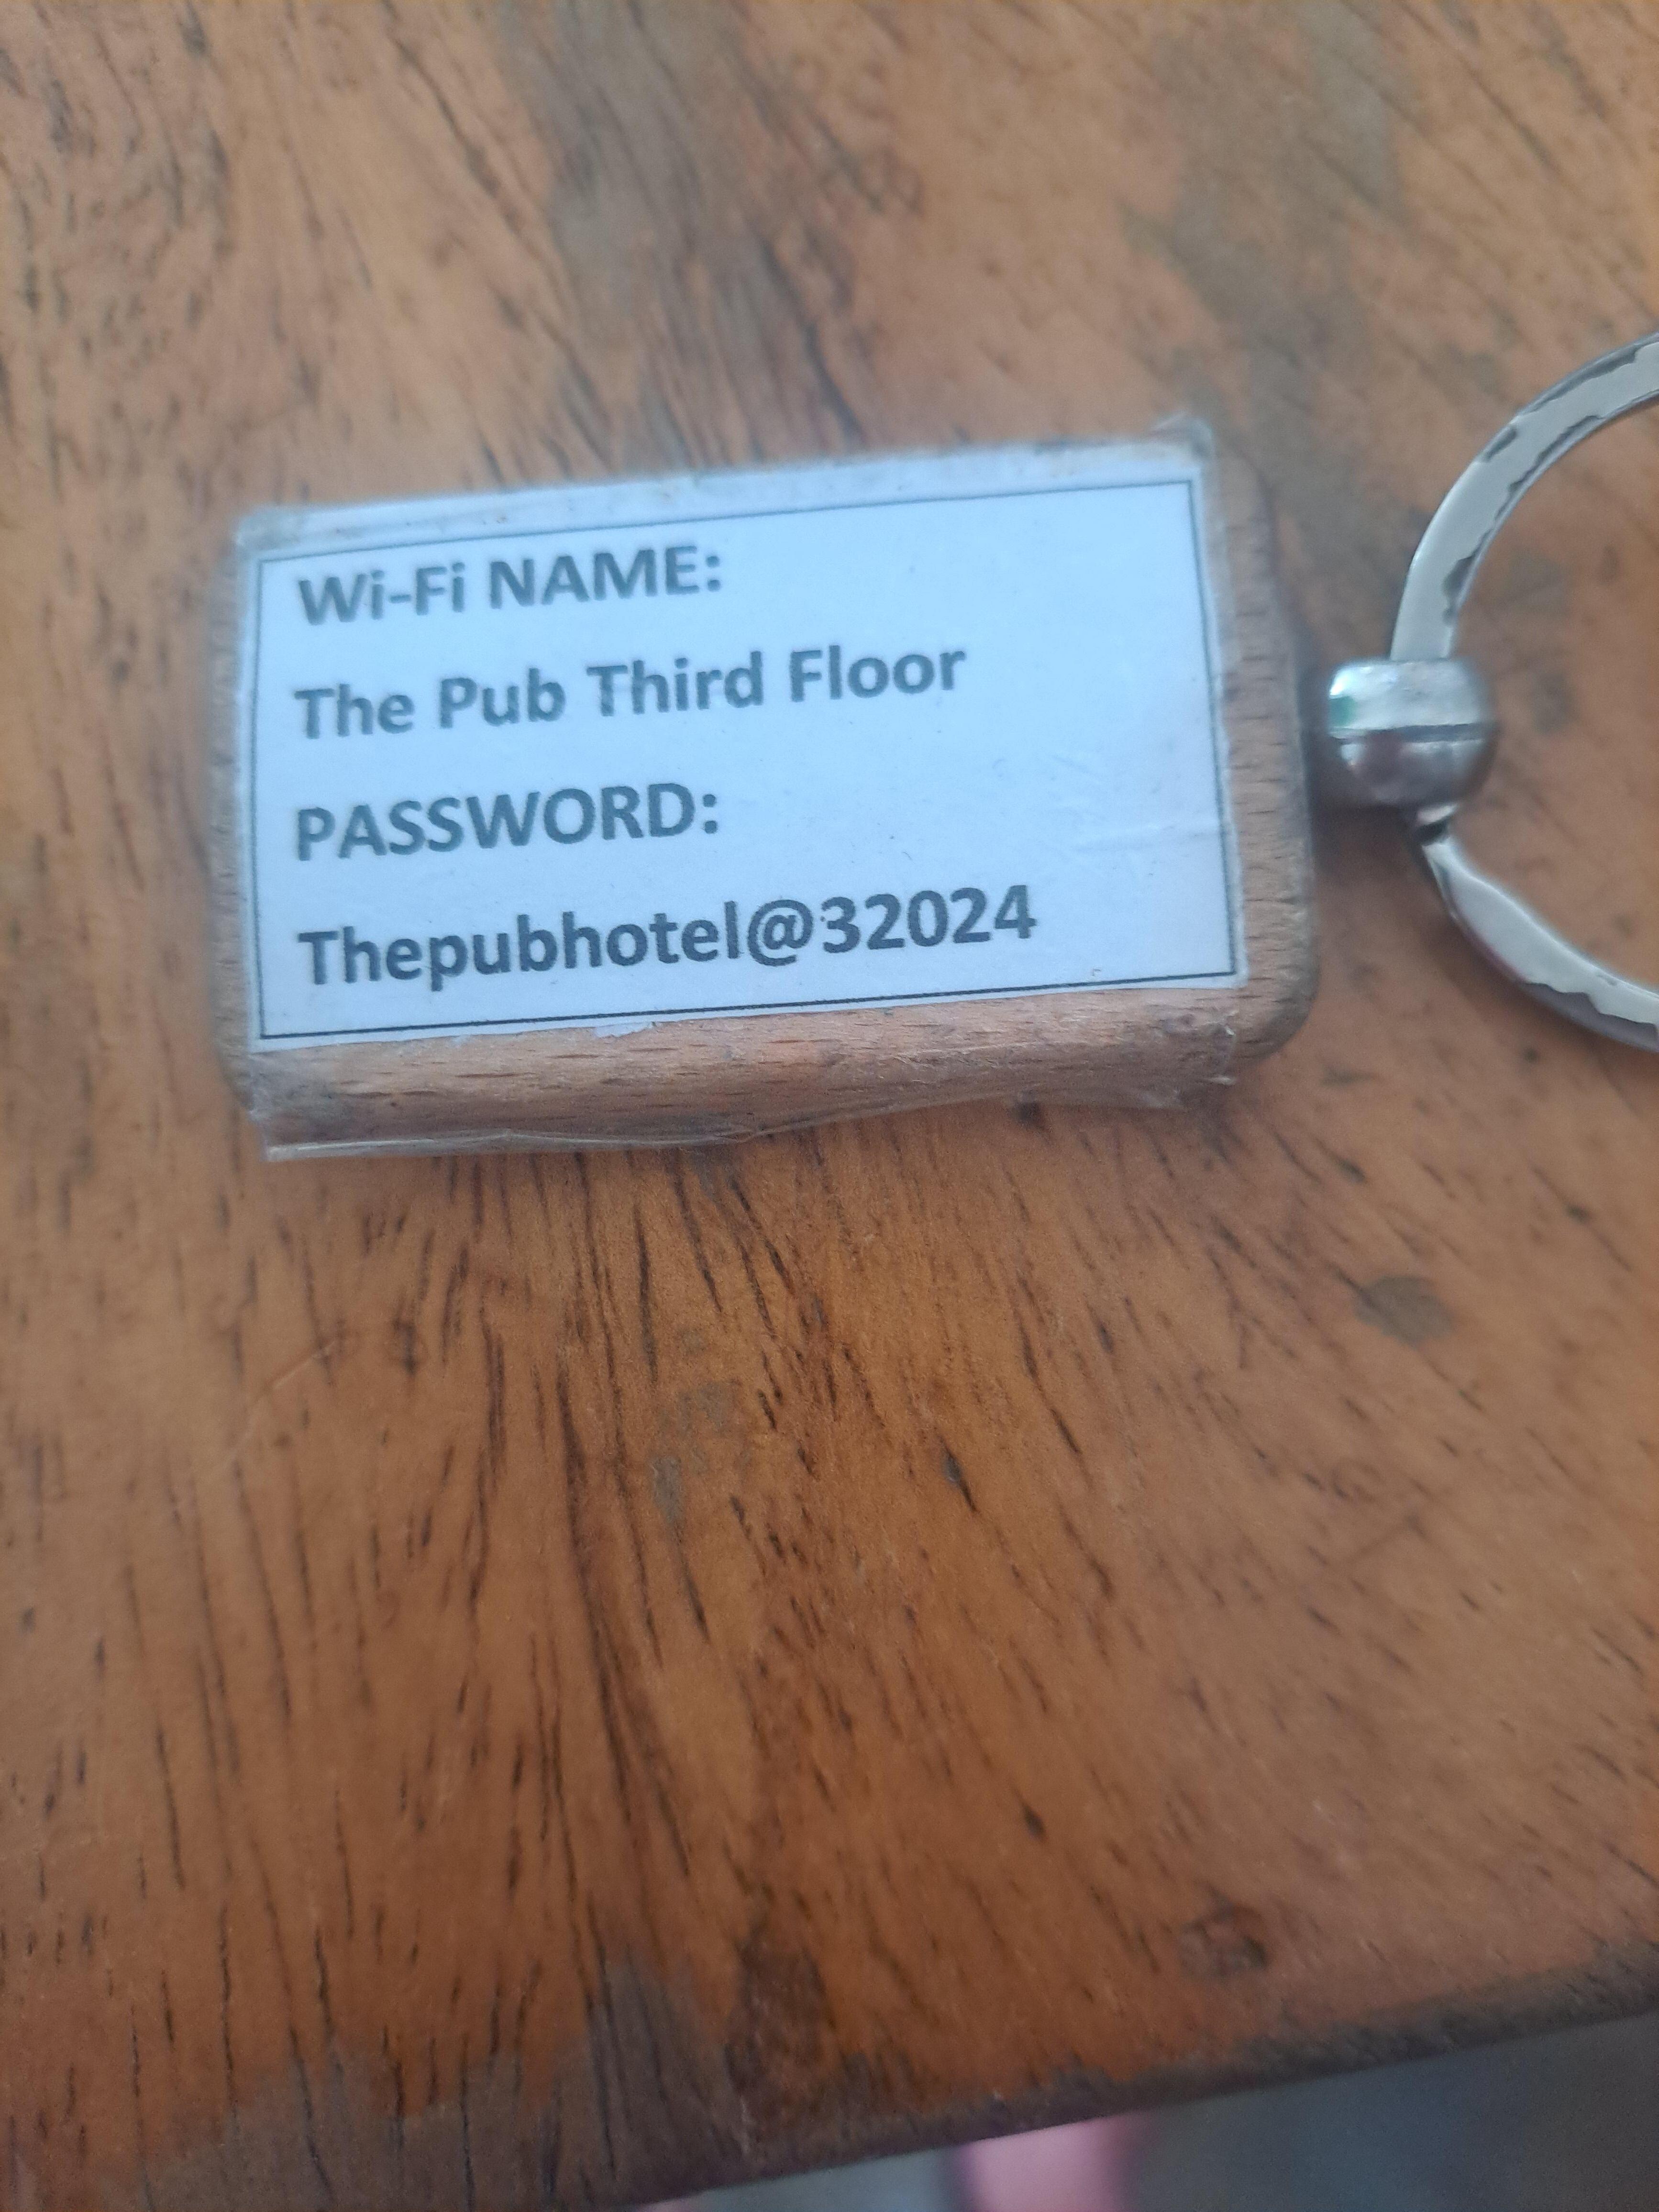 Wi-Fi NAME:
The Pub Third Floor
PASSWORD:
Thepubhotel@32024